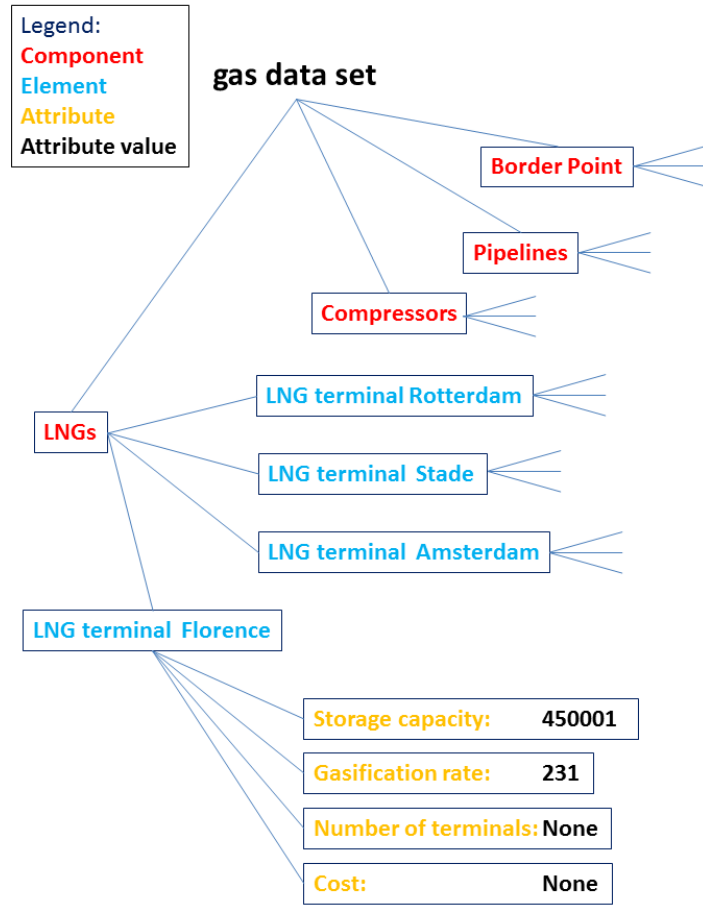 Legend:
Component
Element
Attribute
Attribute value
gas data set
Border Point
Pipelines
Compressors
LNG terminal Rotterdam
LNGs
LNG terminal Stade
LNG terminal Amsterdam
LNG terminal Florence
Storage capacity: 450001
Gasification rate: 231
Number of terminals: None
Cost: None